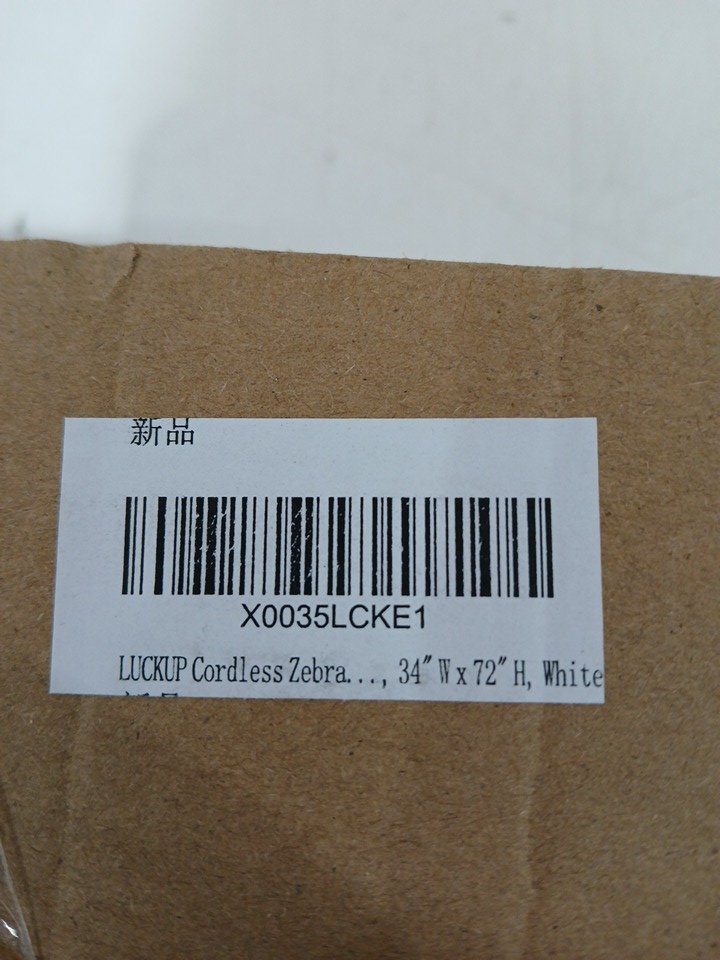 新品
X0035LCKE1
LUCKUP Cordless Zebra..., 34" W x 72" H, White